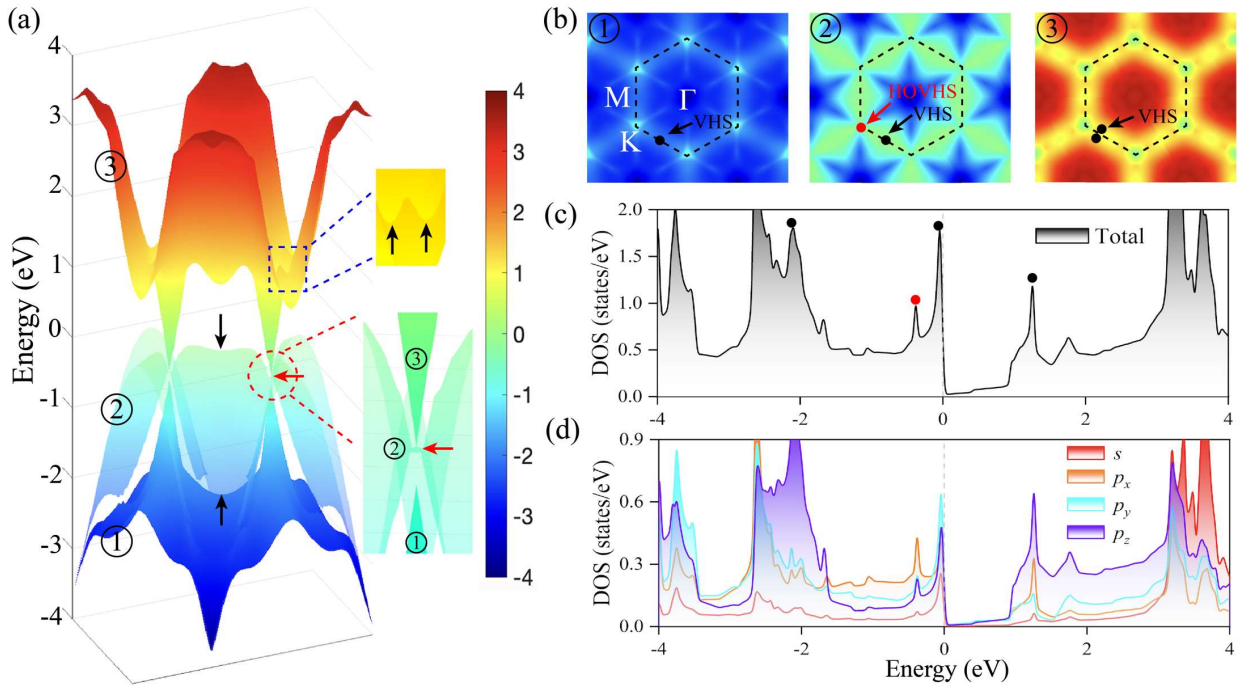 (a)
4
3
2
1
0
-1
-2
-3
-4
Energy (eV)
③
②
①
③
②
①
4
3
2
1
0
-1
-2
-3
-4
(b)
①
M
Γ
K
VHS
②
HOVHS
VHS
③
VHS
(c)
2.0
1.5
1.0
0.5
0.0
DOS (states/eV)
Total
-4 -2 0 2 4
(d)
0.9
0.6
0.3
0.0
DOS (states/eV)
s
px
py
pz
-4 -2 0 2 4
Energy (eV)